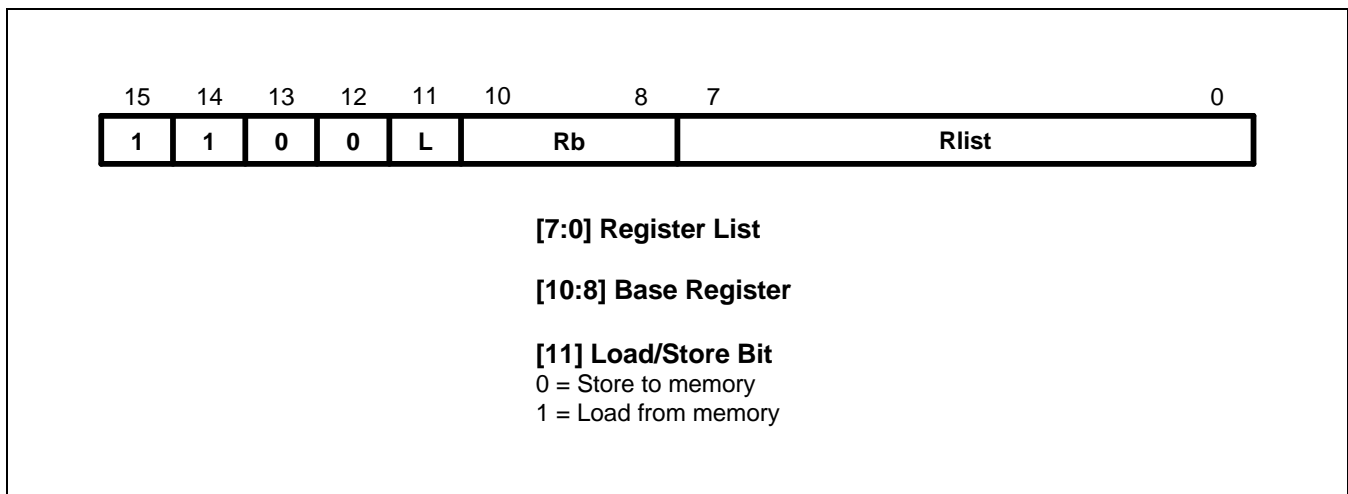 15 14 13 12 11 10 8 7 0
1 1 0 0 L Rb Rlist
[7:0] Register List
[10:8] Base Register
[11] Load/Store Bit
0 = Store to memory
1 = Load from memory